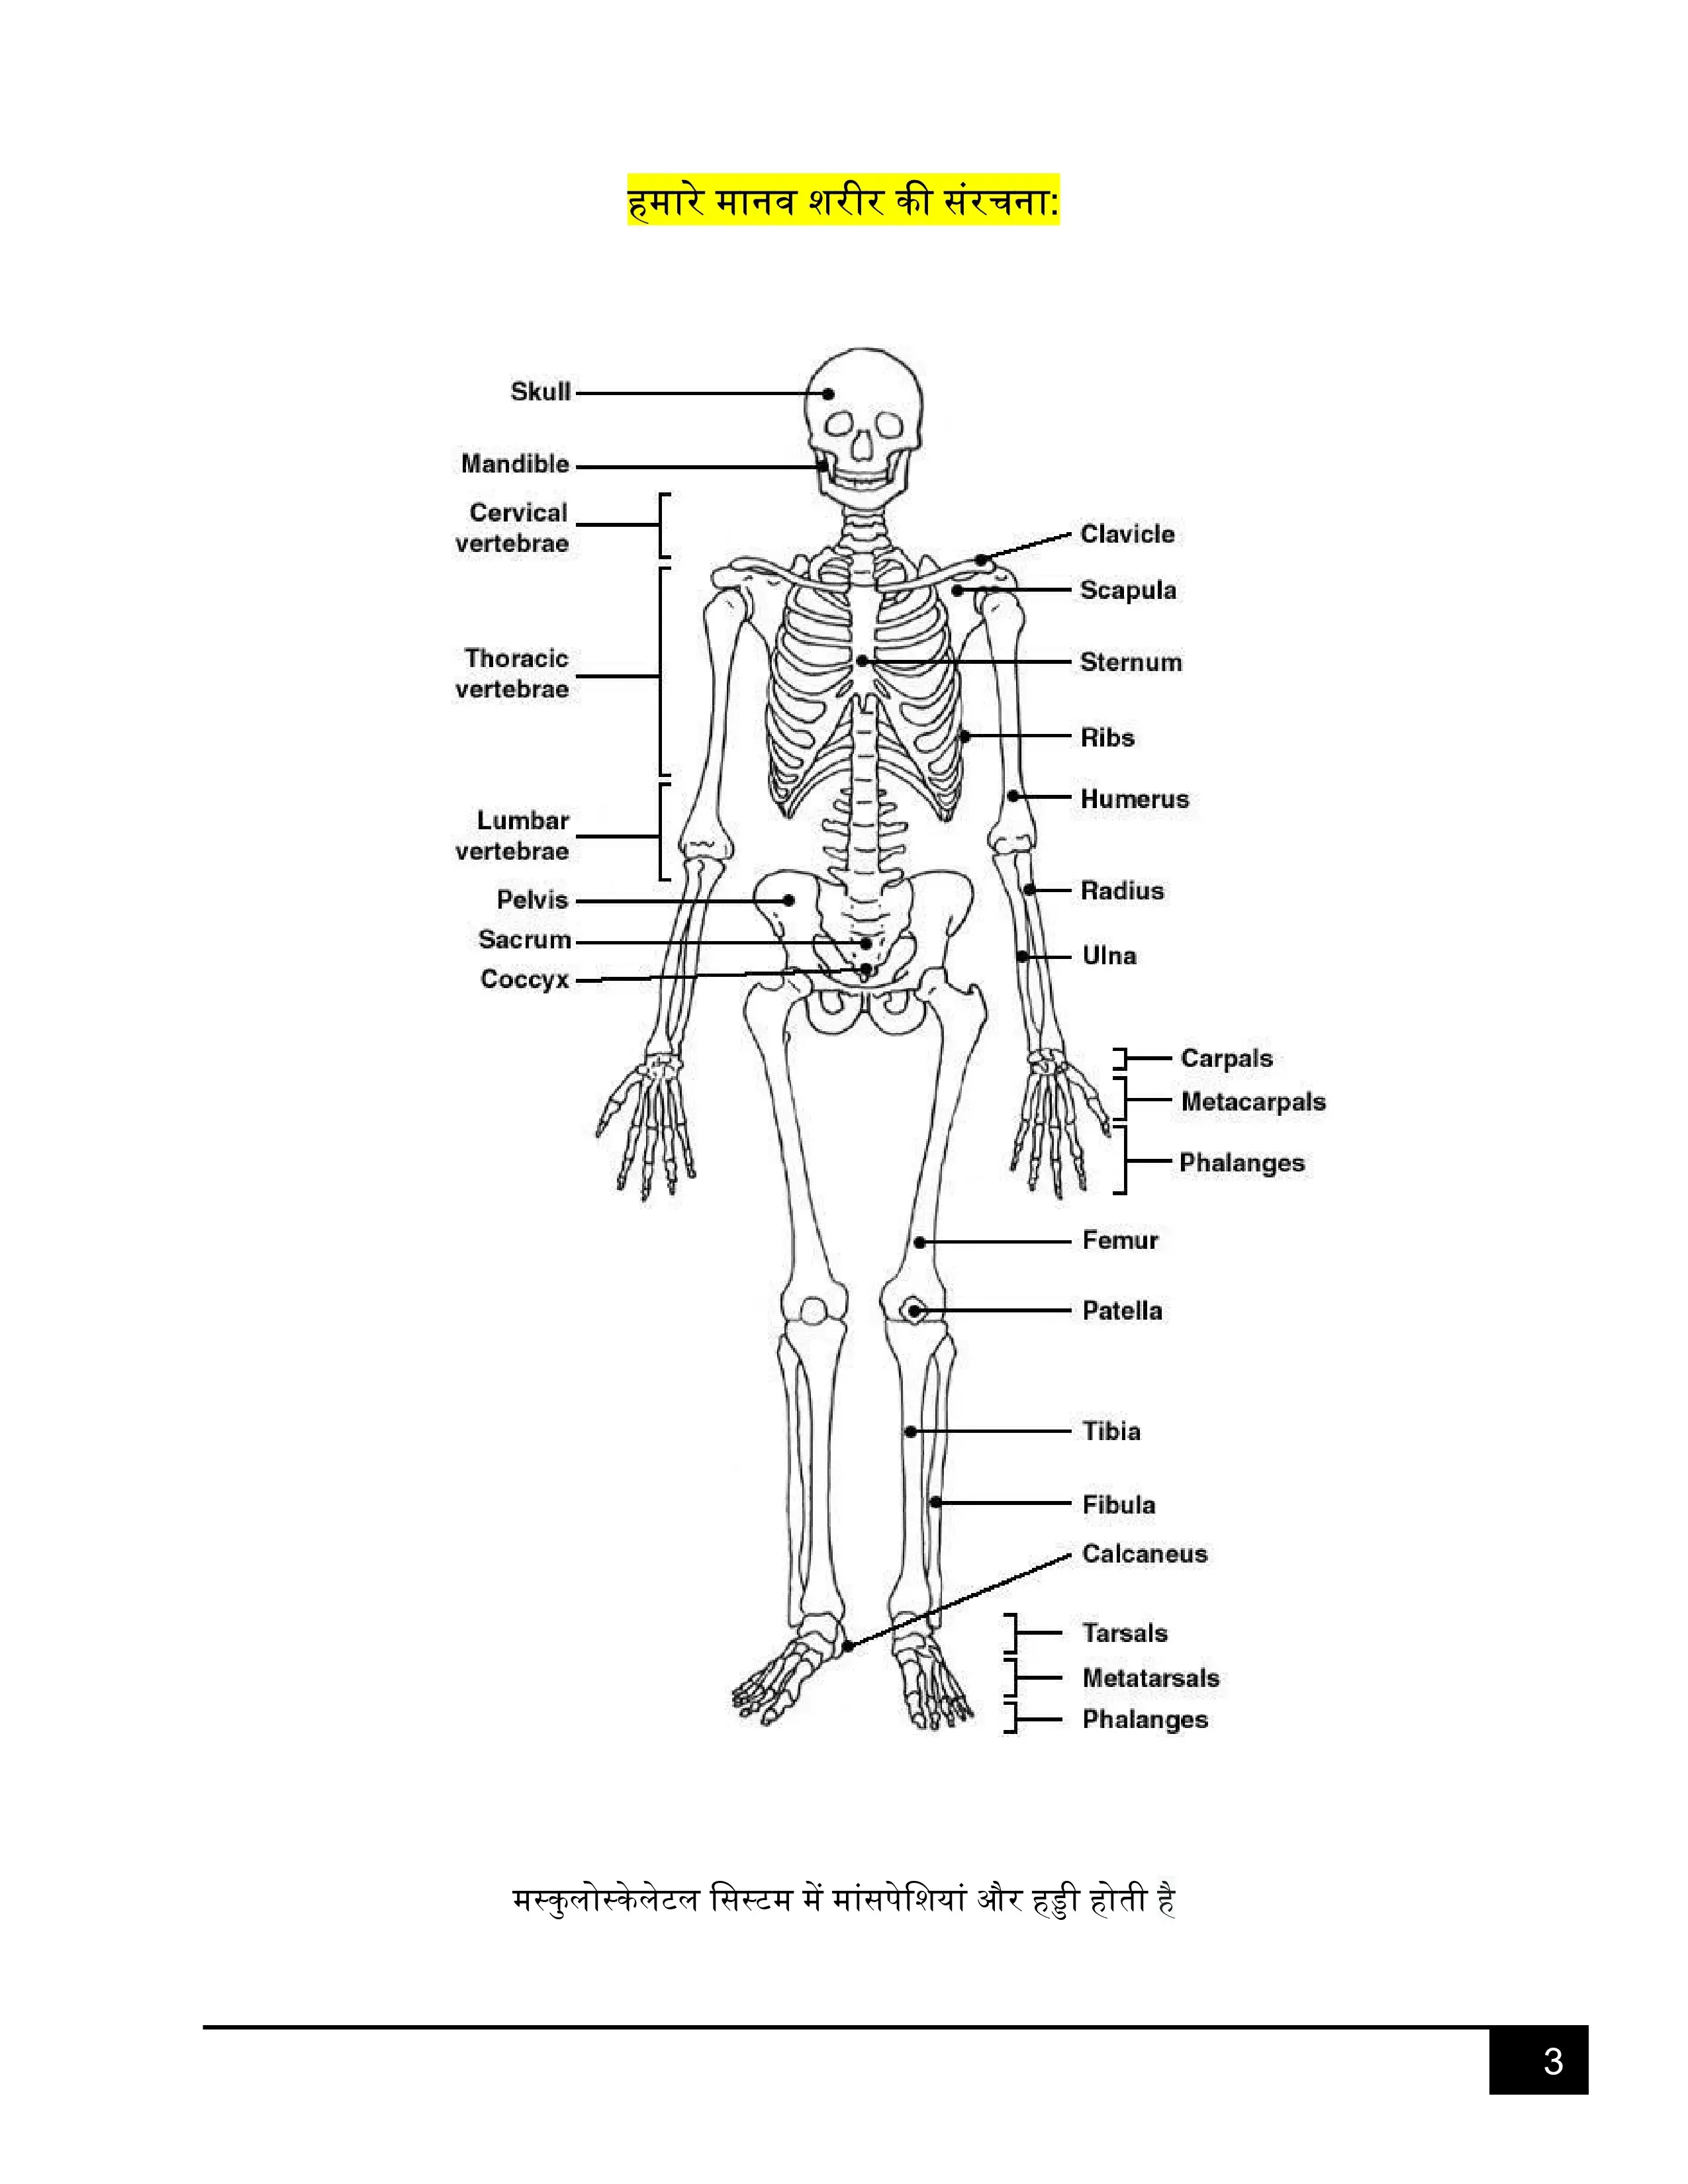 हमारे मानव शरीर की संरचना:
Skull
Mandible
Cervical
vertebrae
Thoracic
vertebrae
Lumbar
vertebrae
Pelvis
Sacrum
Coccyx
Clavicle
Scapula
Sternum
Ribs
Humerus
Radius
Ulna
Carpals
Metacarpals
Phalanges
Femur
Patella
Tibia
Fibula
Calcaneus
Tarsals
Metatarsals
Phalanges
मस्कुलोस्केलेटल सिस्टम में मांसपेशियां और हड्डी होती है
3